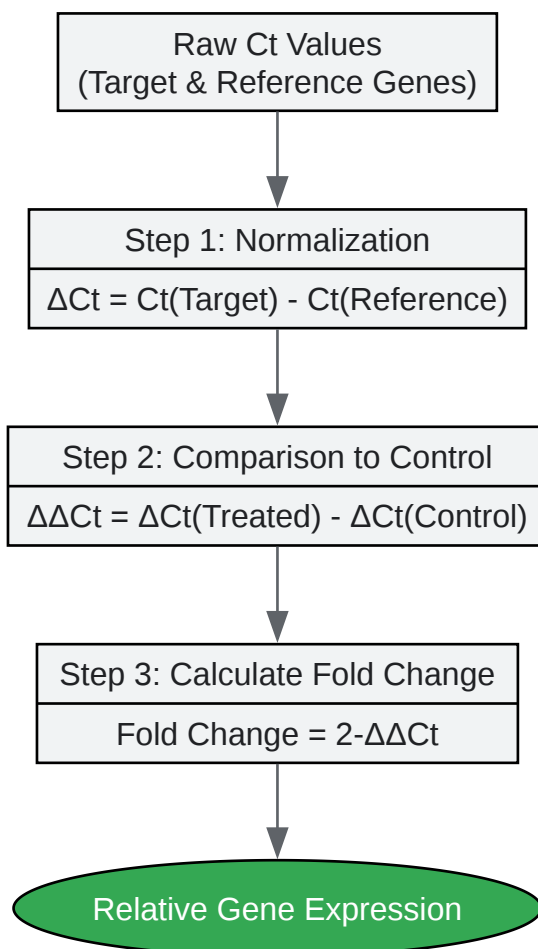 Raw Ct Values
(Target & Reference Genes)
Step 1: Normalization
ΔCt = Ct(Target) - Ct(Reference)
Step 2: Comparison to Control
ΔΔCt = ΔCt(Treated) - ΔCt(Control)
Step 3: Calculate Fold Change
Fold Change = 2-ΔΔCt
Relative Gene Expression